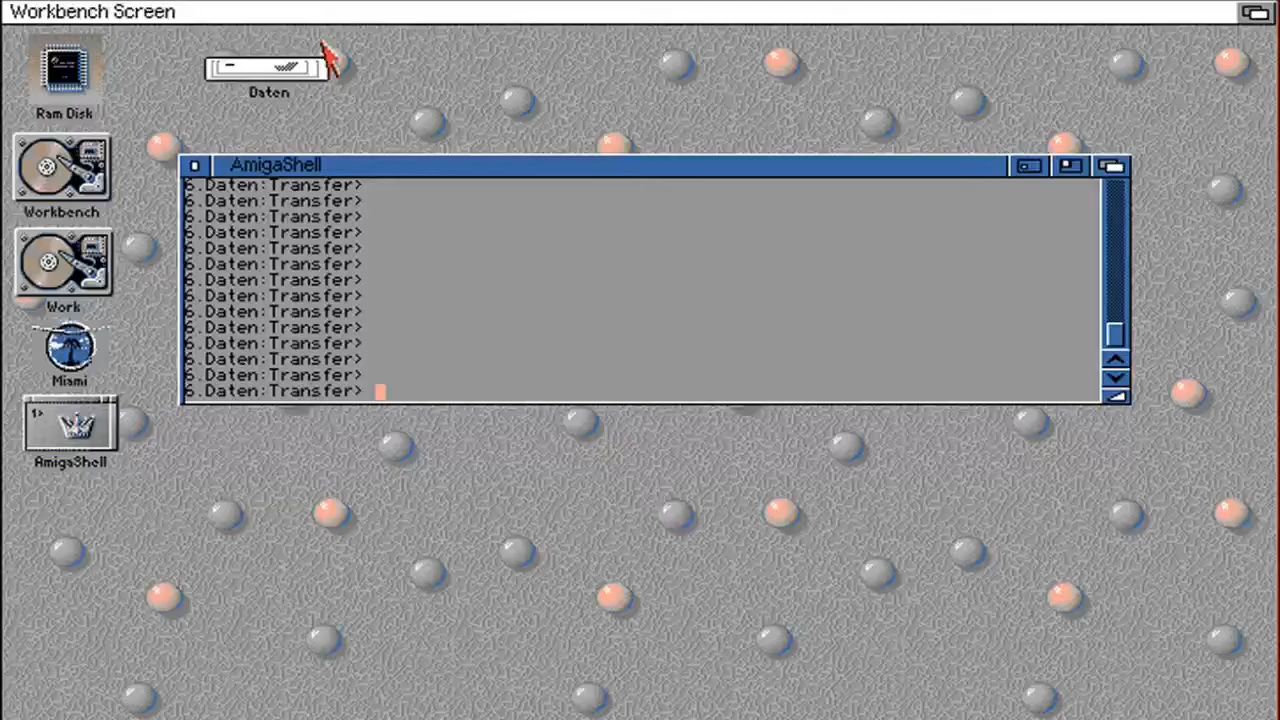 Workbench Screen
Ram Disk
Daten
Workbench
Work
Miami
1>
AmigaShell
AmigaShell
6.Daten:Transfer>
6.Daten:Transfer>
6.Daten:Transfer>
6.Daten:Transfer>
6.Daten:Transfer>
6.Daten:Transfer>
6.Daten:Transfer>
6.Daten:Transfer>
6.Daten:Transfer>
6.Daten:Transfer>
6.Daten:Transfer>
6.Daten:Transfer>
6.Daten:Transfer>
6.Daten:Transfer>